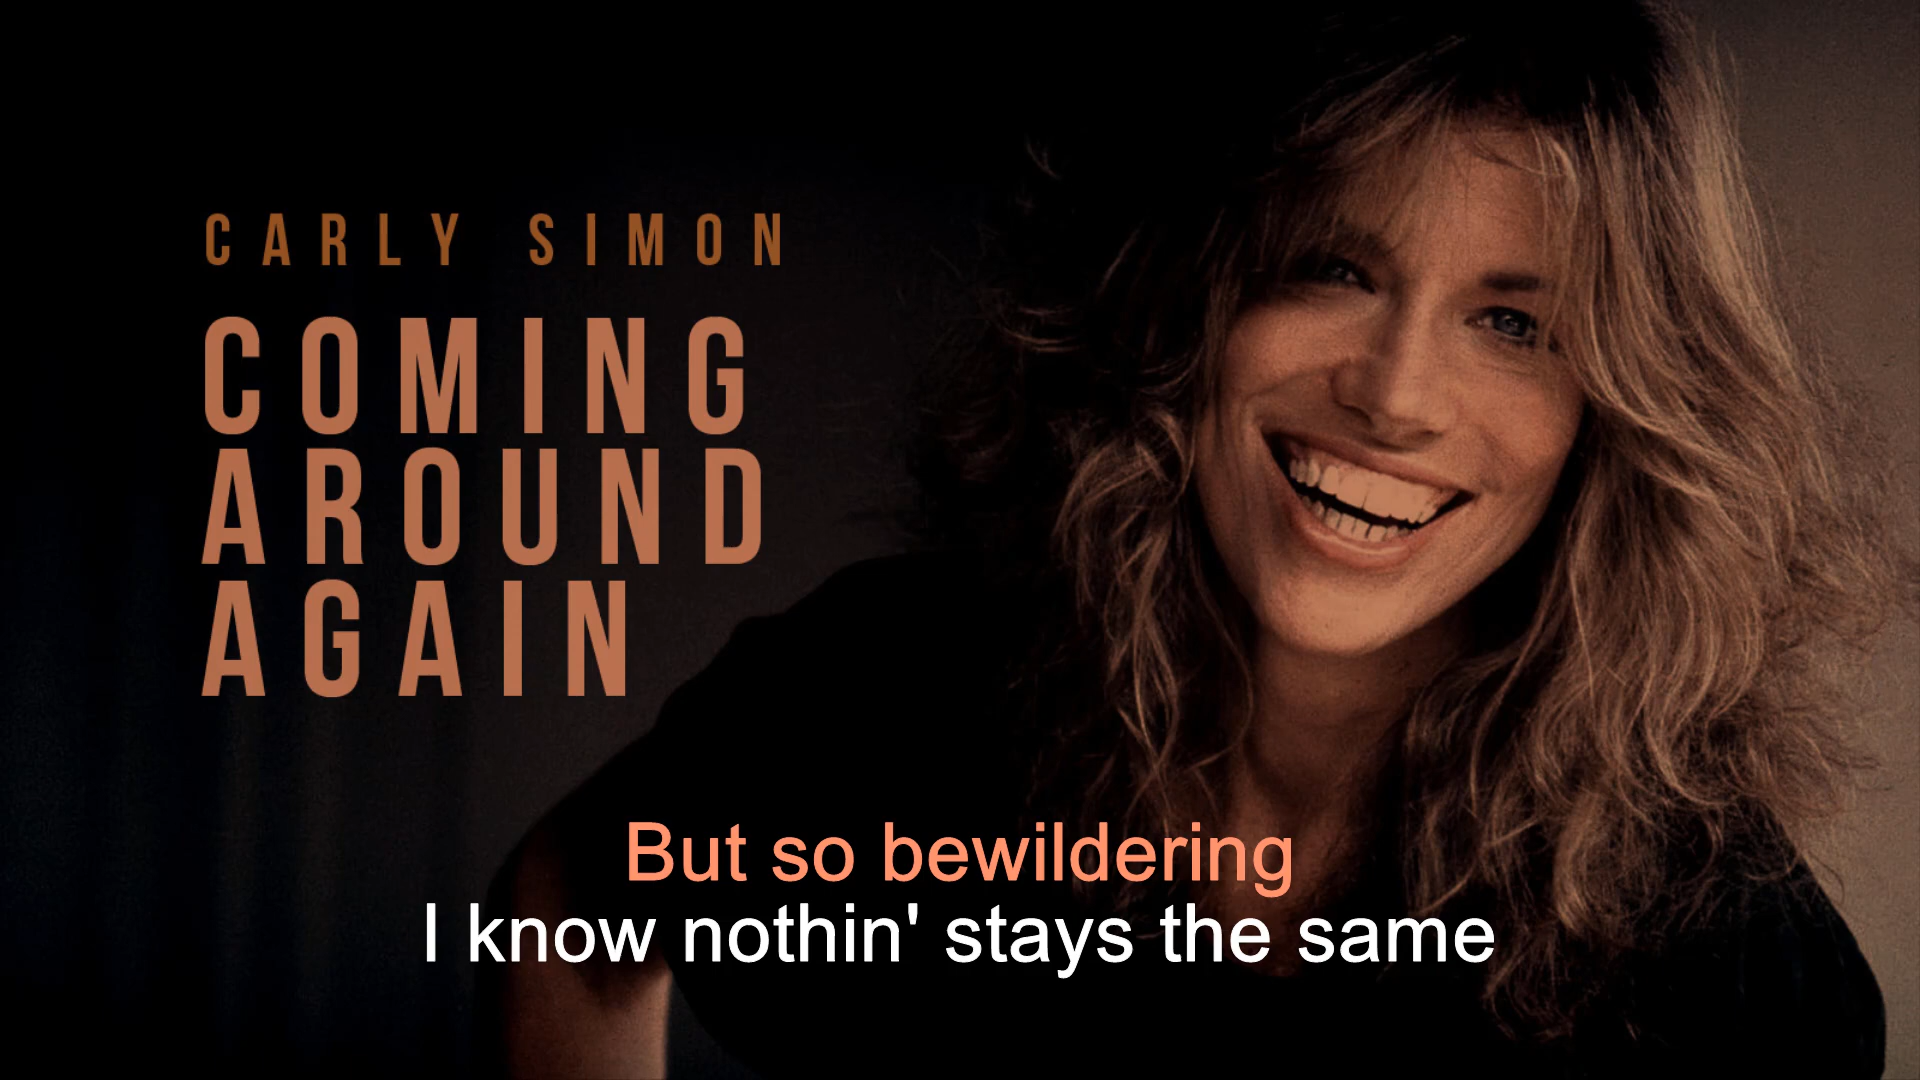 CARLY SIMON
COMING
AROUND
AGAIN
But so bewildering
I know nothin' stays the same